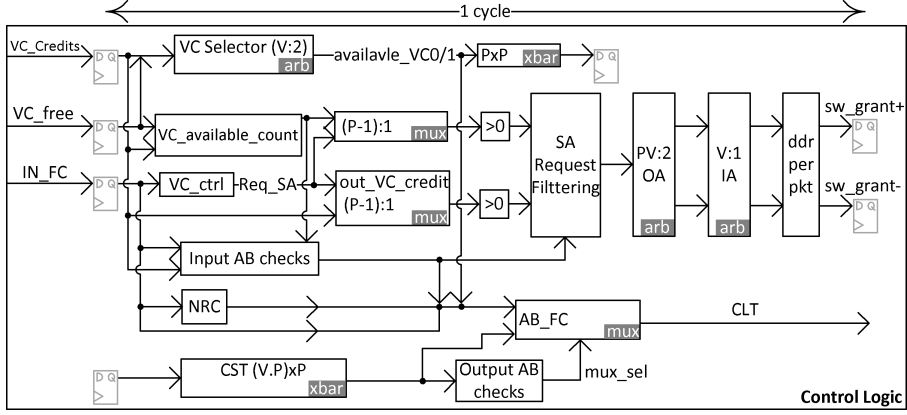 1 cycle
VC_Credits
D Q
VC Selector (V:2)
arb
availavle_VC0/1
PxP
xbar
D Q
VC_free
D Q
VC_available_count
(P-1):1
mux
>0
SA
Request
Filttering
PV:2
OA
arb
V:1
IA
arb
ddr
per
pkt
sw_grant+
D Q
IN_FC
D Q
VC_ctrl
Req_SA
out_VC_credit
(P-1):1
mux
>0
sw_grant-
D Q
Input AB checks
NRC
AB_FC
mux
CLT
D Q
CST (V.P)xP
xbar
Output AB
checks
mux_sel
Control Logic